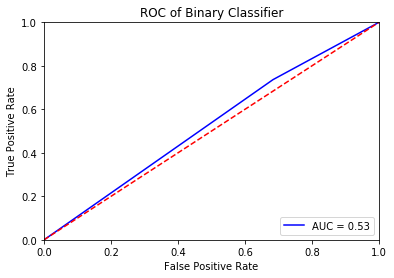 ROC of Binary Classifier
True Positive Rate
1.0
0.8
0.6
0.4
0.2
0.0
AUC = 0.53
0.0 0.2 0.4 0.6 0.8 1.0
False Positive Rate